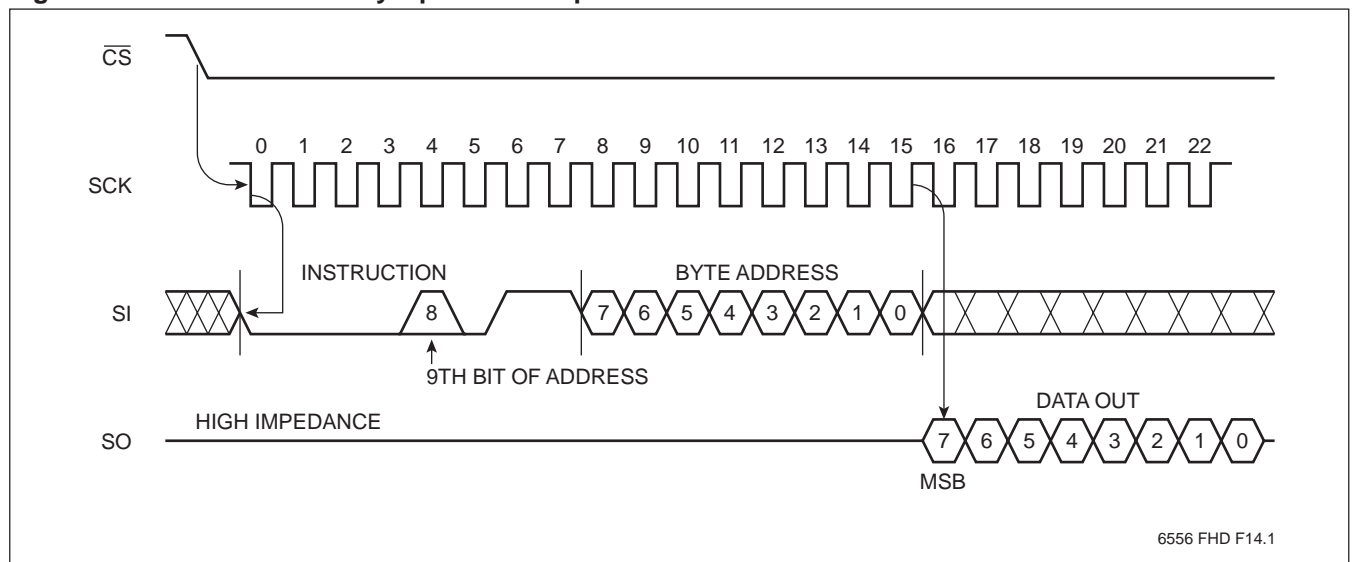 CS
0 1 2 3 4 5 6 7 8 9 10 11 12 13 14 15 16 17 18 19 20 21 22
SCK
INSTRUCTION BYTE ADDRESS
SI 8 7 6 5 4 3 2 1 0
9TH BIT OF ADDRESS
HIGH IMPEDANCE DATA OUT
SO 7 6 5 4 3 2 1 0
MSB
6556 FHD F14.1